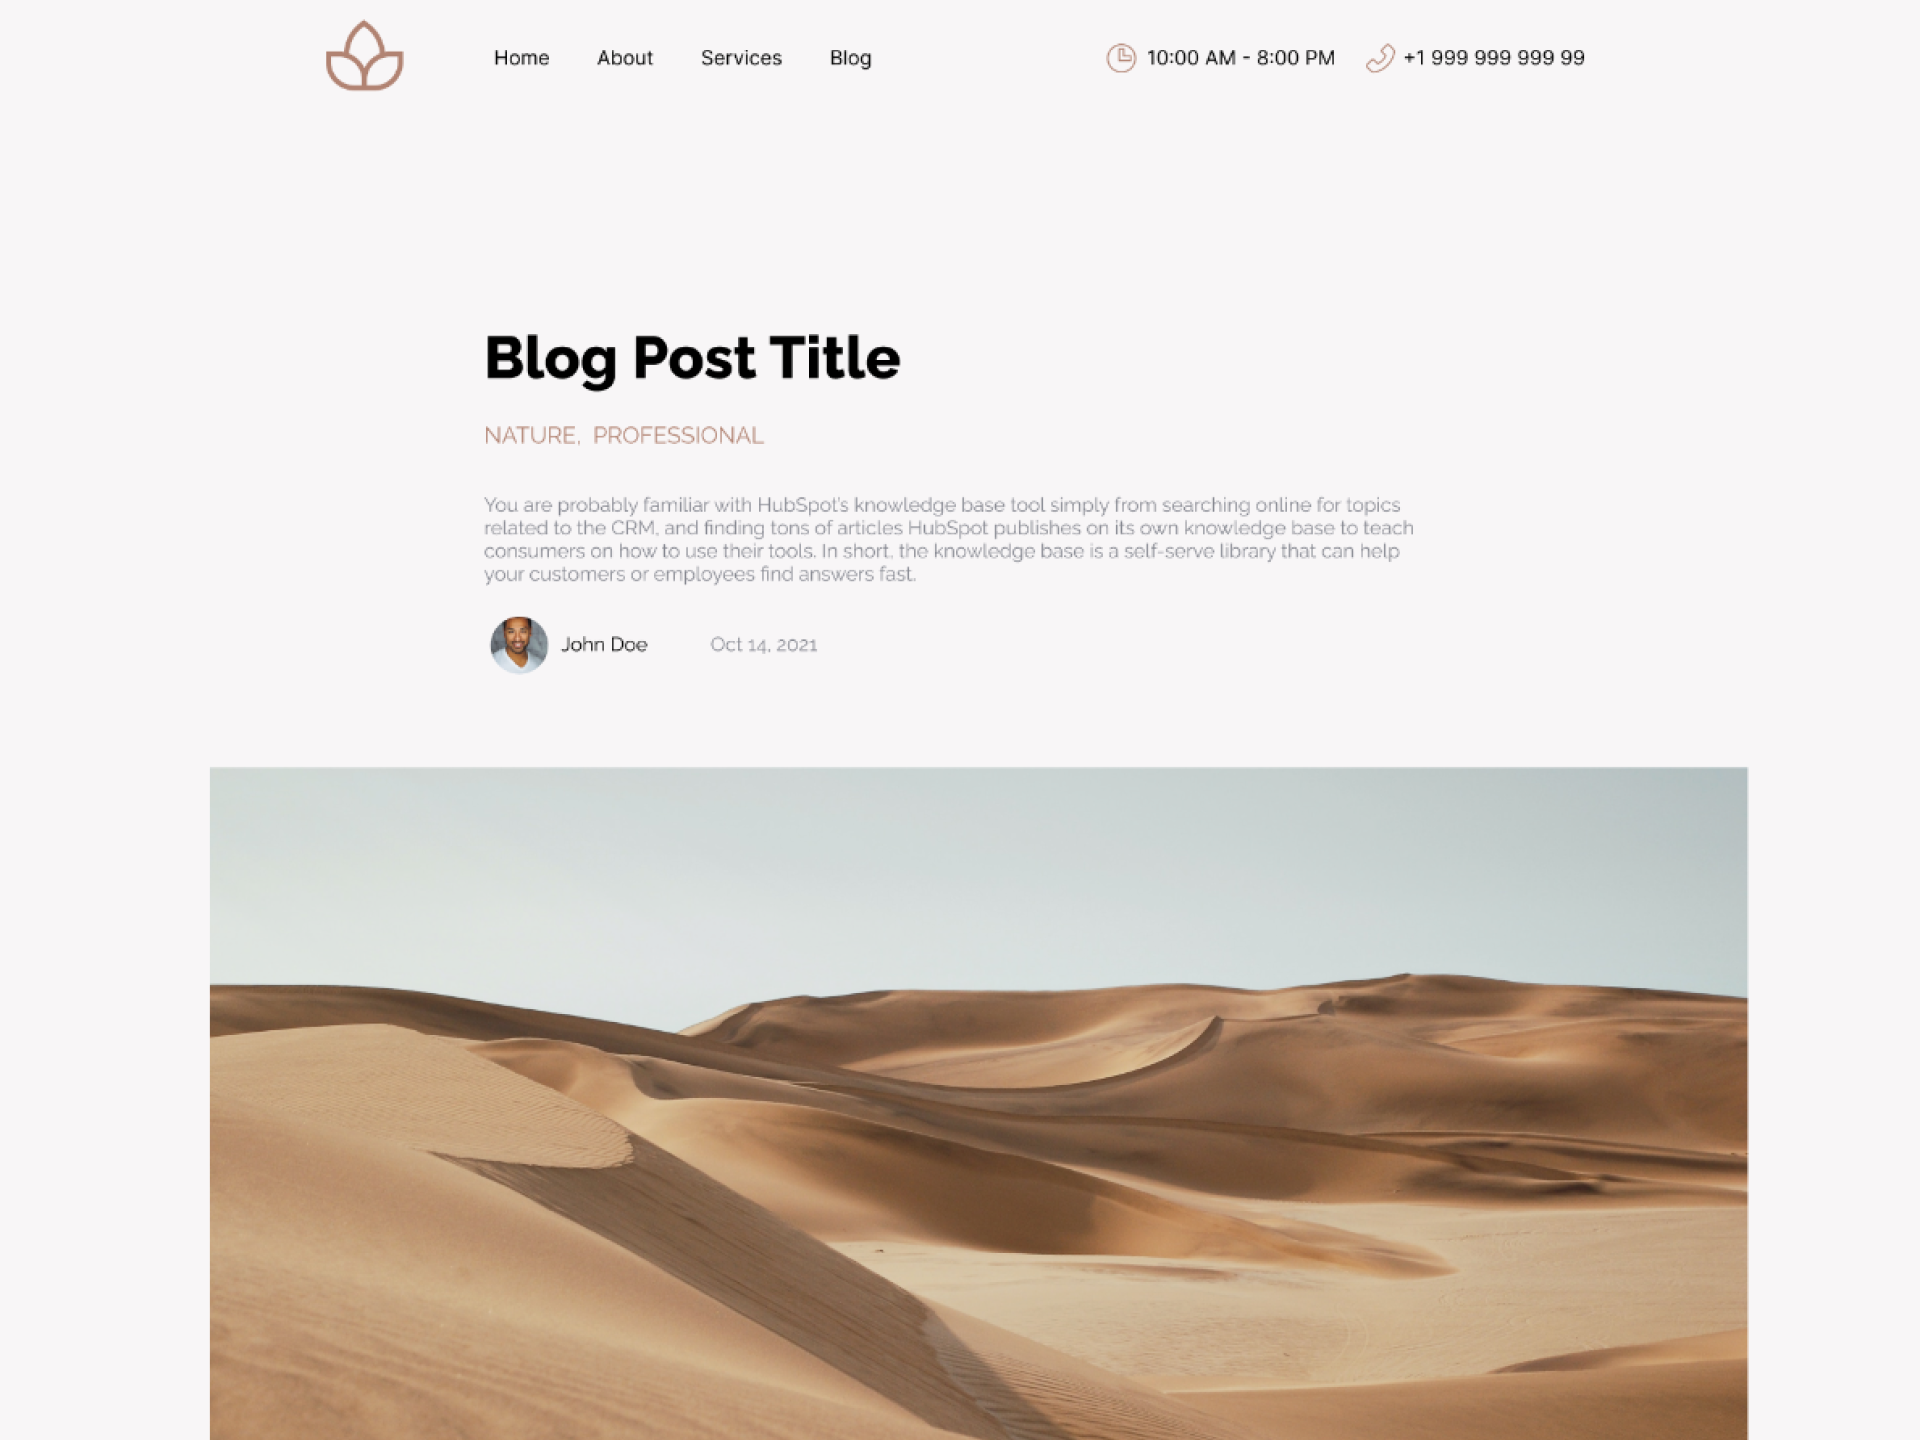 Home About Services Blog 10:00 AM - 8:00 PM +1 999 999 999 99
Blog Post Title
NATURE, PROFESSIONAL
You are probably familiar with HubSpot's knowledge base tool simply from searching online for topics
related to the CRM, and finding tons of articles HubSpot publishes on its own knowledge base to teach
consumers on how to use their tools. In short, the knowledge base is a self-serve library that can help
your customers or employees find answers fast.
John Doe Oct 14, 2021